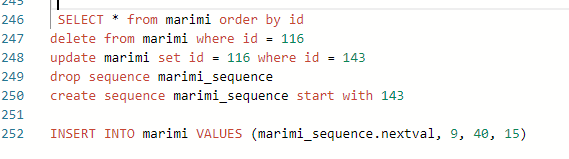 246 SELECT * from marimi order by id
247 delete from marimi where id = 116
248 update marimi set id = 116 where id = 143
249 drop sequence marimi_sequence
250 create sequence marimi_sequence start with 143
251
252 INSERT INTO marimi VALUES (marimi_sequence.nextval, 9, 40, 15)